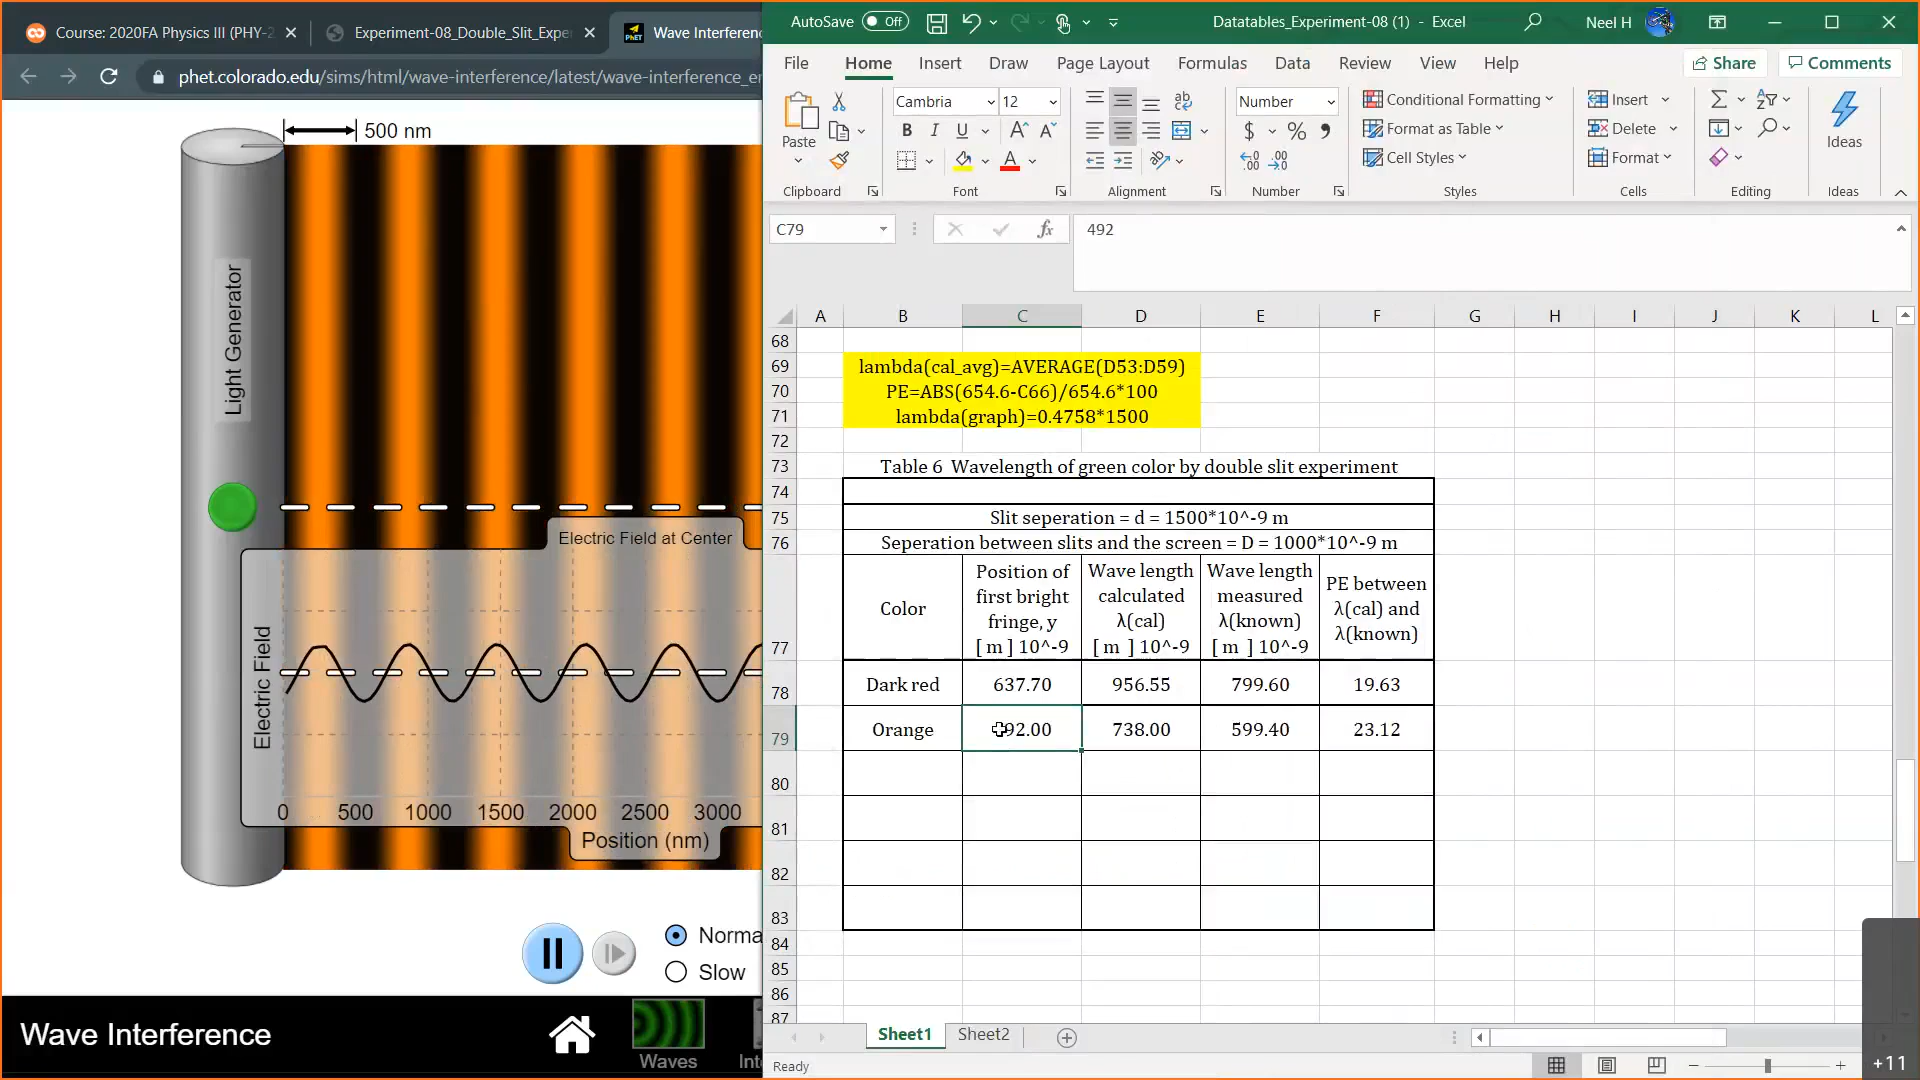 Course: 2020FA Physics III (PHY-2
Experiment-08_Double_Slit_Expe
Wave Interferenc
phet.colorado.edu/sims/html/wave-interference/latest/wave-interference_en
500 nm
Light Generator
Electric Field at Center
Electric Field
0 500 1000 1500 2000 2500 3000
Position (nm)
Norma
Slow
Wave Interference
Waves
Int
AutoSave Off
Datatables_Experiment-08 (1) - Excel
Neel H
File Home Insert Draw Page Layout Formulas Data Review View Help
Share
Comments
Paste
Cambria 12
B I U
A A
A
ab
Number
$ % ,
Conditional Formatting
Format as Table
Cell Styles
Insert
Delete
Format
Ideas
Clipboard Font Alignment Number Styles Cells Editing Ideas
C79
fx
492
A B C D E F G H I J K L
68
69 lambda(cal_avg)=AVERAGE(D53:D59)
70 PE=ABS(654.6-C66)/654.6*100
71 lambda(graph)=0.4758*1500
72
73 Table 6 Wavelength of green color by double slit experiment
74
75 Slit seperation = d = 1500*10^-9 m
76 Seperation between slits and the screen = D = 1000*10^-9 m
77
Color
Position of
first bright
fringe, y
[ m ] 10^-9
Wave length
calculated
λ(cal)
[ m ] 10^-9
Wave length
measured
λ(known)
[ m ] 10^-9
PE between
λ(cal) and
λ(known)
78 Dark red 637.70 956.55 799.60 19.63
79 Orange 92.00 738.00 599.40 23.12
80
81
82
83
84
85
86
87
Sheet1 Sheet2
Ready
+11